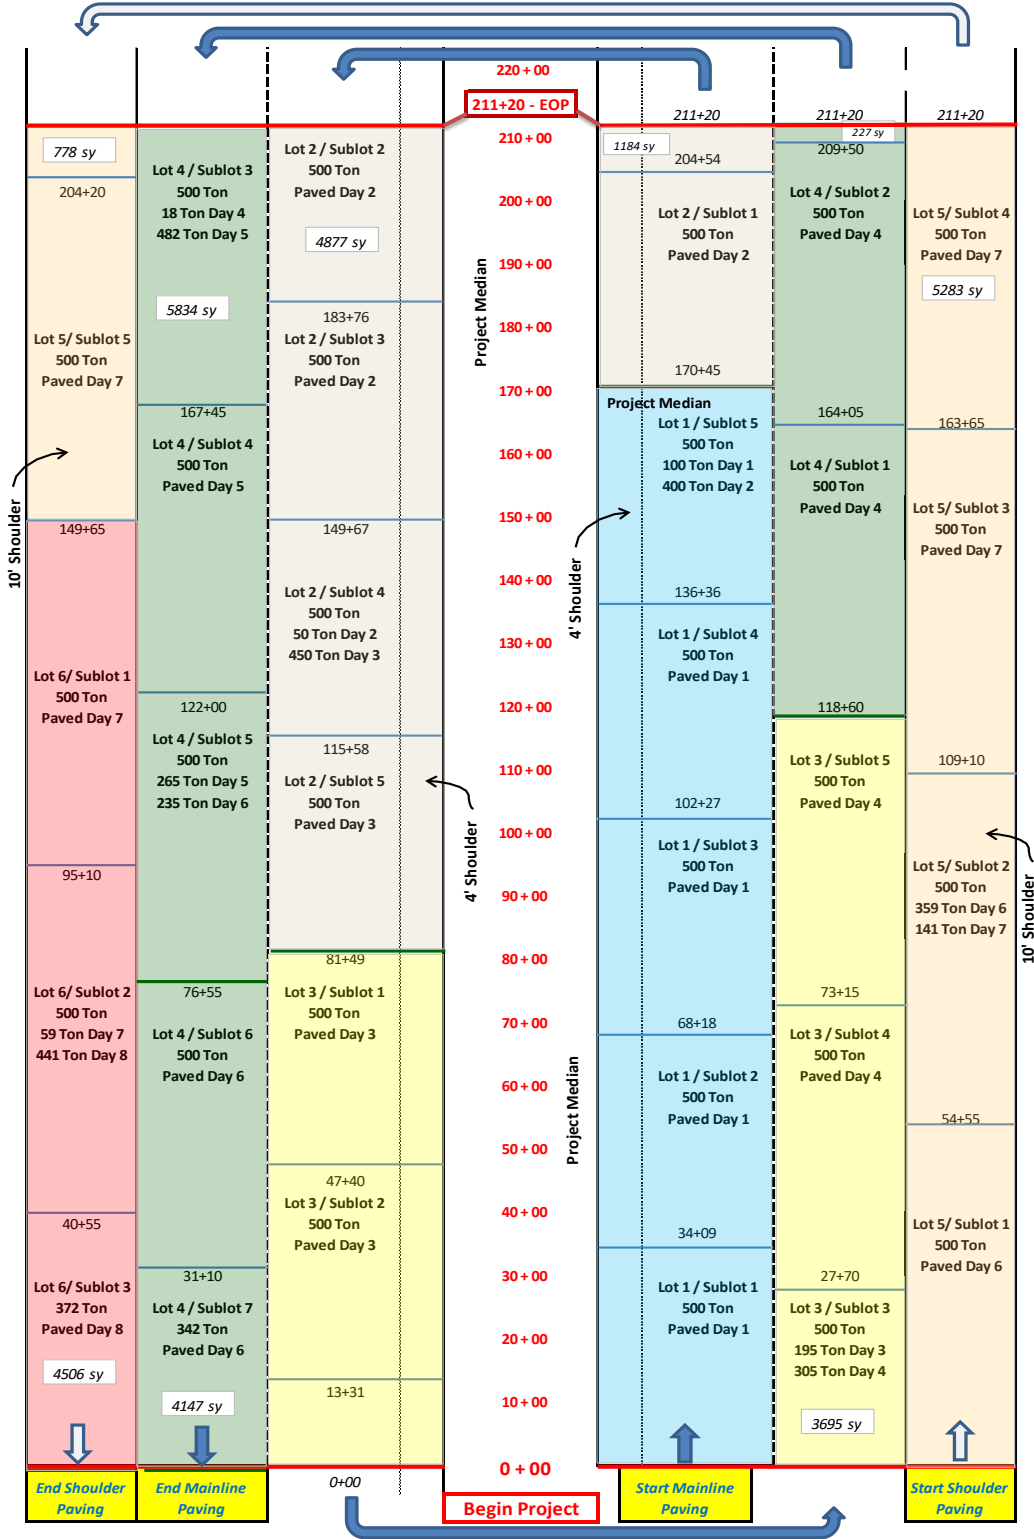 220 + 00
211+20 - EOP
210 + 00
200 + 00
190 + 00
180 + 00
170 + 00
160 + 00
150 + 00
140 + 00
130 + 00
120 + 00
110 + 00
100 + 00
90 + 00
80 + 00
70 + 00
60 + 00
50 + 00
40 + 00
30 + 00
20 + 00
10 + 00
0 + 00
Begin Project
Project Median
Project Median
778 sy
204+20
Lot 5/ Sublot 5
500 Ton
Paved Day 7
10' Shoulder
149+65
Lot 6/ Sublot 1
500 Ton
Paved Day 7
95+10
Lot 6/ Sublot 2
500 Ton
59 Ton Day 7
441 Ton Day 8
40+55
Lot 6/ Sublot 3
372 Ton
Paved Day 8
4506 sy
End Shoulder
Paving
Lot 4 / Sublot 3
500 Ton
18 Ton Day 4
482 Ton Day 5
5834 sy
167+45
Lot 4 / Sublot 4
500 Ton
Paved Day 5
122+00
Lot 4 / Sublot 5
500 Ton
265 Ton Day 5
235 Ton Day 6
76+55
Lot 4 / Sublot 6
500 Ton
Paved Day 6
31+10
Lot 4 / Sublot 7
342 Ton
Paved Day 6
4147 sy
End Mainline
Paving
Lot 2 / Sublot 2
500 Ton
Paved Day 2
4877 sy
183+76
Lot 2 / Sublot 3
500 Ton
Paved Day 2
149+67
Lot 2 / Sublot 4
500 Ton
50 Ton Day 2
450 Ton Day 3
115+58
Lot 2 / Sublot 5
500 Ton
Paved Day 3
4' Shoulder
81+49
Lot 3 / Sublot 1
500 Ton
Paved Day 3
47+40
Lot 3 / Sublot 2
500 Ton
Paved Day 3
13+31
0+00
211+20
1184 sy
204+54
Lot 2 / Sublot 1
500 Ton
Paved Day 2
170+45
Project Median
Lot 1 / Sublot 5
500 Ton
100 Ton Day 1
400 Ton Day 2
4' Shoulder
136+36
Lot 1 / Sublot 4
500 Ton
Paved Day 1
102+27
Lot 1 / Sublot 3
500 Ton
Paved Day 1
68+18
Lot 1 / Sublot 2
500 Ton
Paved Day 1
34+09
Lot 1 / Sublot 1
500 Ton
Paved Day 1
Start Mainline
Paving
211+20
227 sy
209+50
Lot 4 / Sublot 2
500 Ton
Paved Day 4
164+05
Lot 4 / Sublot 1
500 Ton
Paved Day 4
118+60
Lot 3 / Sublot 5
500 Ton
Paved Day 4
73+15
Lot 3 / Sublot 4
500 Ton
Paved Day 4
27+70
Lot 3 / Sublot 3
500 Ton
195 Ton Day 3
305 Ton Day 4
3695 sy
211+20
Lot 5/ Sublot 4
500 Ton
Paved Day 7
5283 sy
163+65
Lot 5/ Sublot 3
500 Ton
Paved Day 7
109+10
Lot 5/ Sublot 2
500 Ton
359 Ton Day 6
141 Ton Day 7
10' Shoulder
54+55
Lot 5/ Sublot 1
500 Ton
Paved Day 6
Start Shoulder
Paving